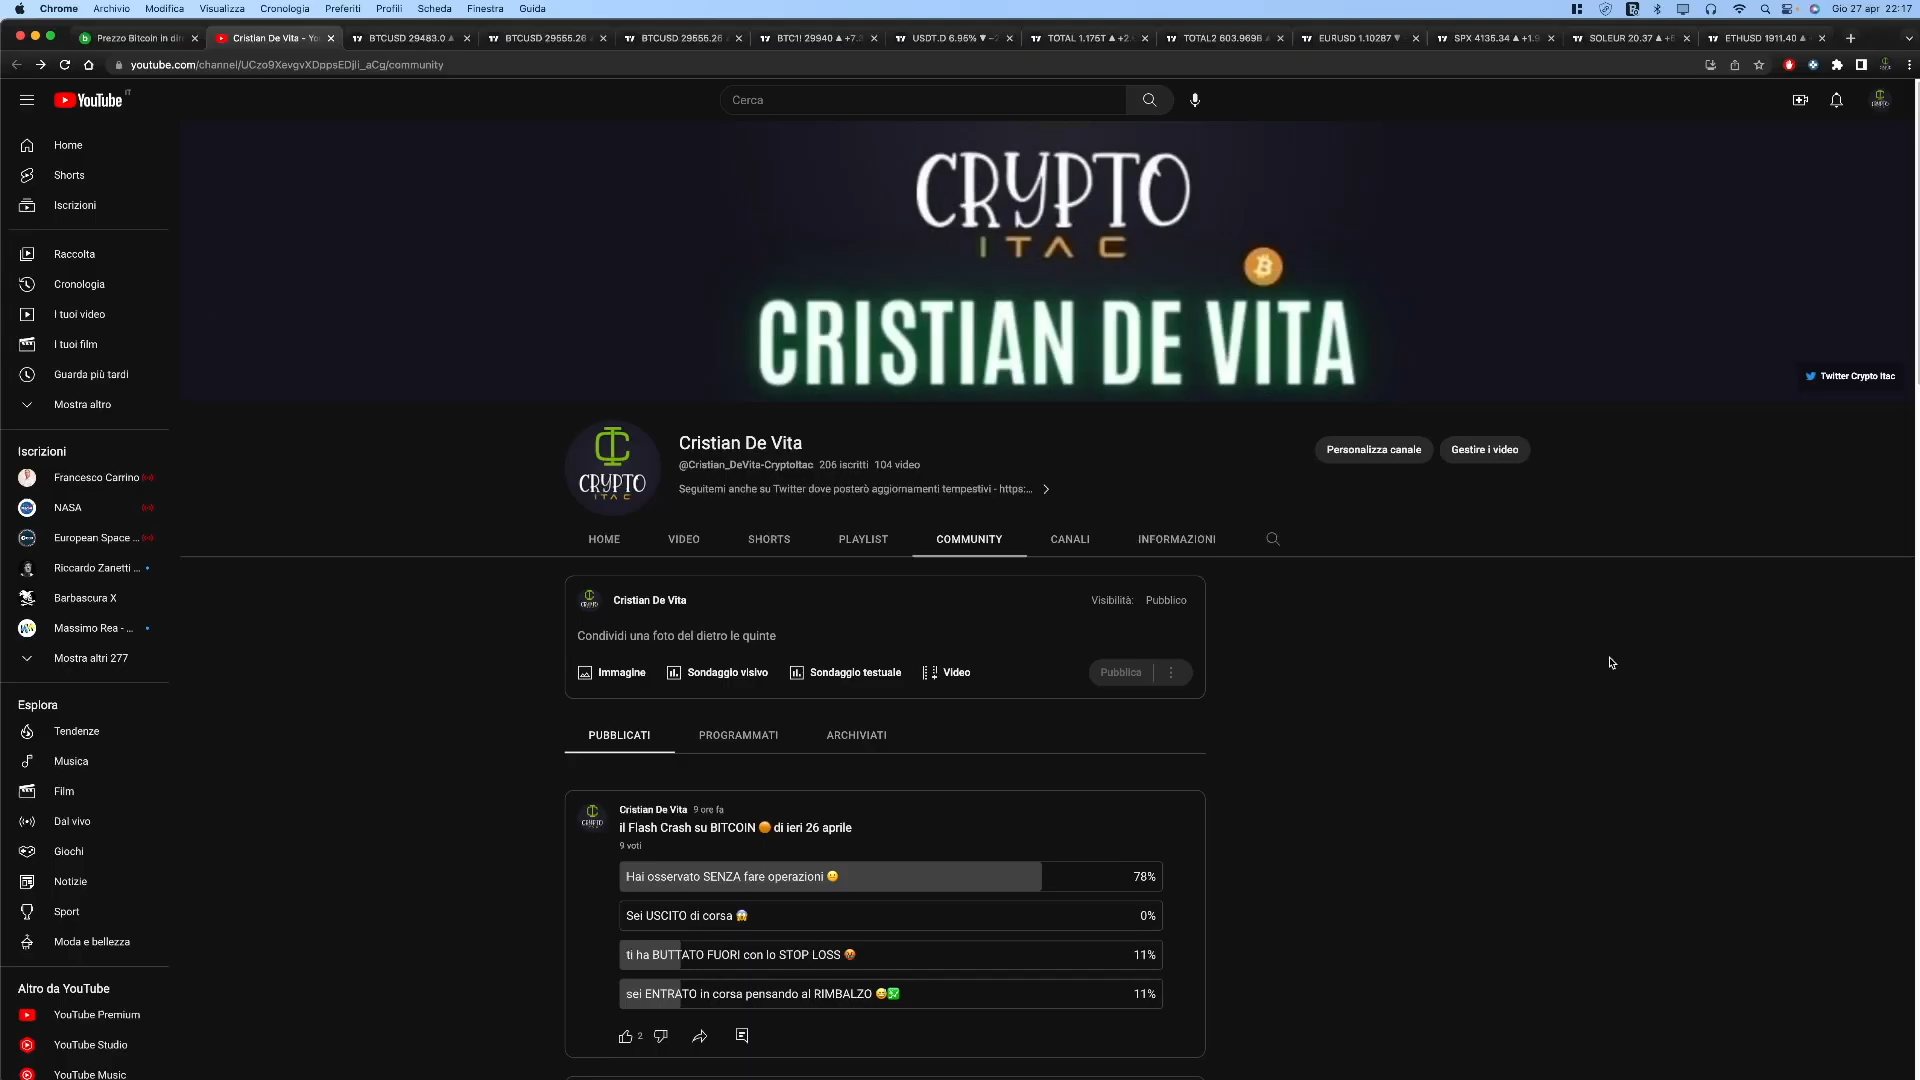 Chrome Archivio Modifica Visualizza Cronologia Preferiti Profili Scheda Finestra Guida
Gio 27 apr 22:17
Prezzo Bitcoin in di
Cristian De Vita - Yo
BTCUSD 29483.0
BTCUSD 29555.26
BTCUSD 29555.26
BTC1! 29940 ▲ +7.
USDT.D 6.95% ▼ −
TOTAL 1.175T ▲ +2
TOTAL2 603.969B
EURUSD 1.10287 ▼
SPX 4135.34 ▲ +1.9
SOLEUR 20.37 ▲ +
ETHUSD 1911.40 ▲
youtube.com/channel/UCzo9XevgvXDppsEDjli_aCg/community
YouTube IT
Cerca
Home
Shorts
Iscrizioni
Raccolta
Cronologia
I tuoi video
I tuoi film
Guarda più tardi
Mostra altro
Iscrizioni
Francesco Carrino
NASA
European Space ...
Riccardo Zanetti ...
Barbascura X
Massimo Rea - ...
Mostra altri 277
Esplora
Tendenze
Musica
Film
Dal vivo
Giochi
Notizie
Sport
Moda e bellezza
Altro da YouTube
YouTube Premium
YouTube Studio
YouTube Music
CRYPTO
ITAC
CRISTIAN DE VITA
Twitter Crypto Itac
CRYPTO
ITAC
Cristian De Vita
@Cristian_DeVita-CryptoItac 206 iscritti 104 video
Seguitemi anche su Twitter dove posterò aggiornamenti tempestivi - https:...
Personalizza canale
Gestire i video
HOME VIDEO SHORTS PLAYLIST COMMUNITY CANALI INFORMAZIONI
CRYPTO
Cristian De Vita
Visibilità: Pubblico
Condividi una foto del dietro le quinte
Immagine Sondaggio visivo Sondaggio testuale Video
Pubblica
PUBBLICATI PROGRAMMATI ARCHIVIATI
CRYPTO
Cristian De Vita 9 ore fa
il Flash Crash su BITCOIN 🟠 di ieri 26 aprile
9 voti
Hai osservato SENZA fare operazioni 😐 78%
Sei USCITO di corsa 😱 0%
ti ha BUTTATO FUORI con lo STOP LOSS 🤬 11%
sei ENTRATO in corsa pensando al RIMBALZO 😅💹 11%
2